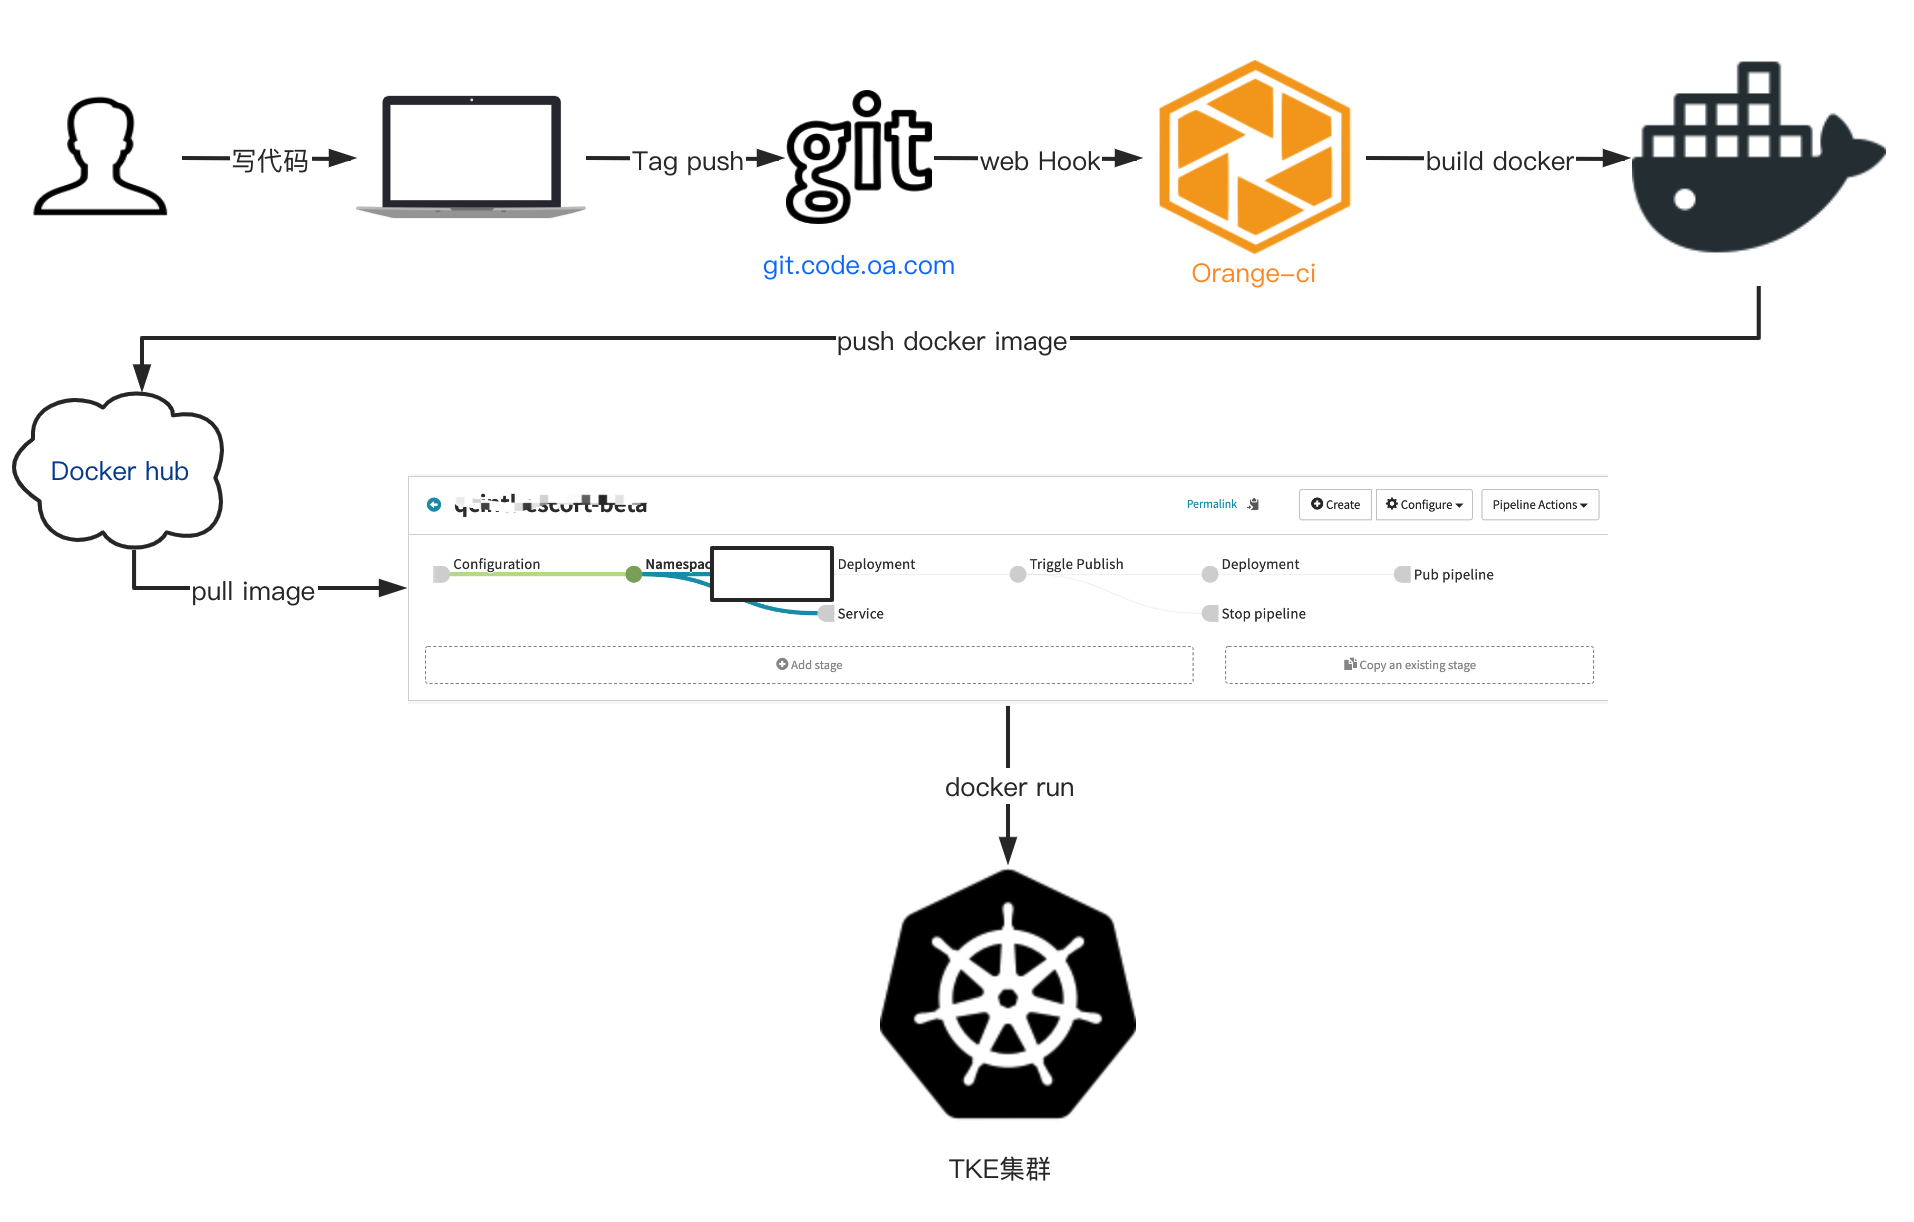 写代码
Tag push
git
web Hook
build docker
git.code.oa.com
Orange-ci
push docker image
Docker hub
Permalink
Create
Configure
Pipeline Actions
Configuration
Deployment
Triggle Publish
Deployment
Pub pipeline
Service
Stop pipeline
pull image
Add stage
Copy an existing stage
docker run
TKE集群